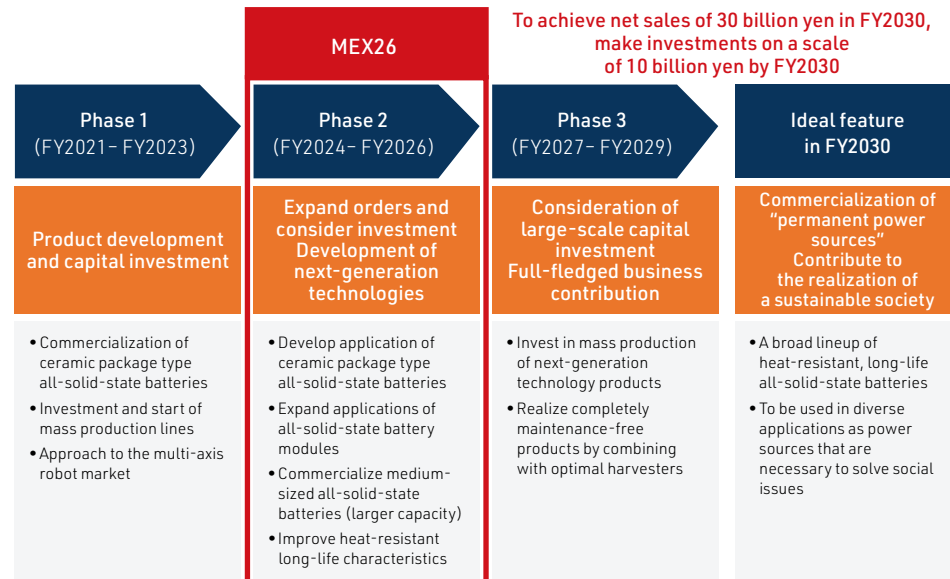 MEX26
To achieve net sales of 30 billion yen in FY2030,
make investments on a scale
of 10 billion yen by FY2030
Phase 1
(FY2021– FY2023)
Phase 2
(FY2024– FY2026)
Phase 3
(FY2027– FY2029)
Ideal feature
in FY2030
Product development
and capital investment
Expand orders and
consider investment
Development of
next-generation
technologies
Consideration of
large-scale capital
investment
Full-fledged business
contribution
Commercialization of
“permanent power
sources”
Contribute to
the realization of
a sustainable society
• Commercialization of
ceramic package type
all-solid-state batteries
• Investment and start of
mass production lines
• Approach to the multi-axis
robot market
• Develop application of
ceramic package type
all-solid-state batteries
• Expand applications of
all-solid-state battery
modules
• Commercialize medium-
sized all-solid-state
batteries (larger capacity)
• Improve heat-resistant
long-life characteristics
• Invest in mass production
of next-generation
technology products
• Realize completely
maintenance-free
products by combining
with optimal harvesters
• A broad lineup of
heat-resistant, long-life
all-solid-state batteries
• To be used in diverse
applications as power
sources that are
necessary to solve social
issues